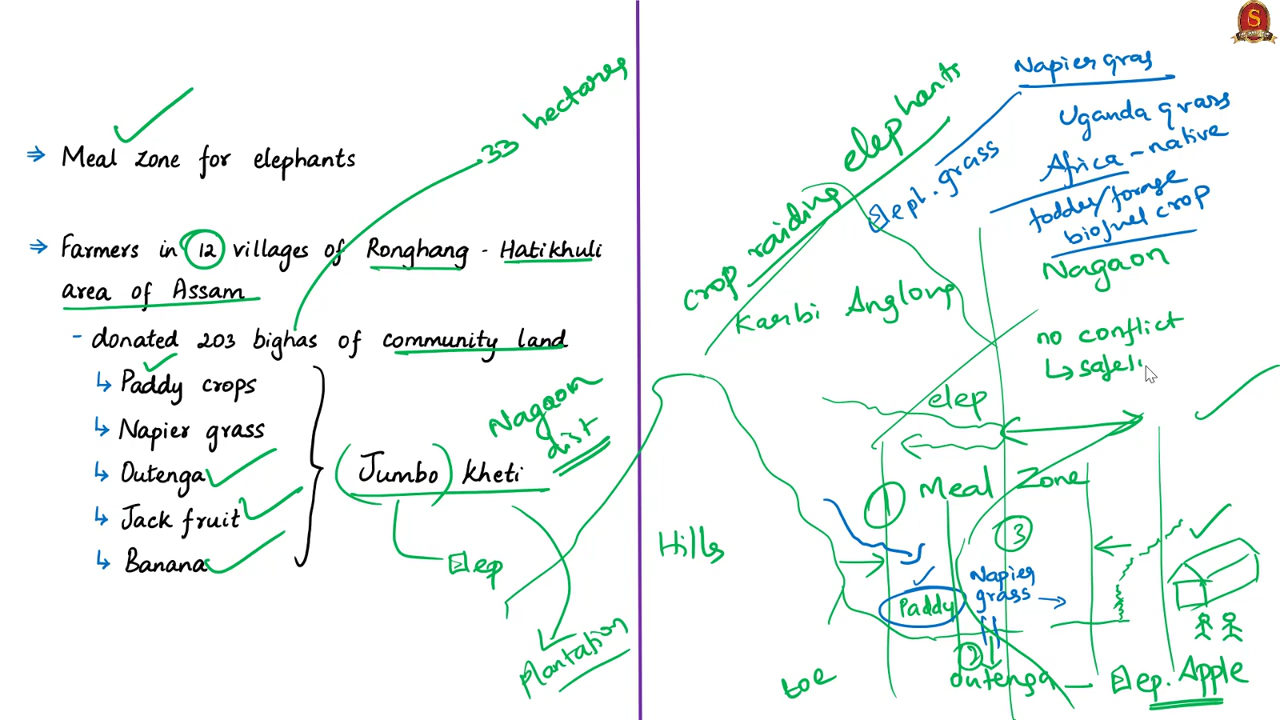 S
33 hectares
⇒ Meal zone for elephants
⇒ Farmers in 12 villages of Ronghang - Hatikhuli
area of Assam
- donated 203 bighas of community land
↳ Paddy crops
↳ Napier grass
↳ Outenga
↳ Jack fruit
↳ Banana
(Jumbo) kheti
Nagaon
dist
Elep
Plantation
crop raiding elephants
Napier gras
Elep. grass
Uganda grass
Africa - native
fodder/forage
biofuel crop
Nagaon
Karbi Anglong
no conflict
elep
Meal Zone
1
3
Hills
Paddy
Napier
grass →
toe
outenga — Elep. Apple